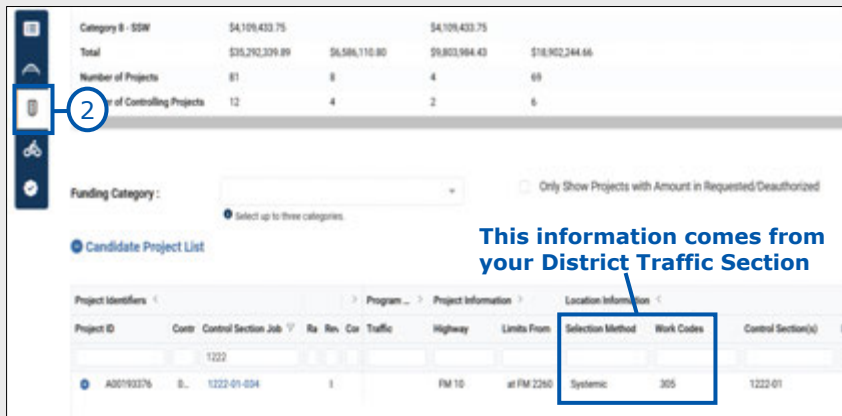 Category 8 - SSW $4,109,433.75 $4,109,433.75
Total $35,292,339.89 $6,586,110.80 $9,803,984.43 $18,902,244.66
Number of Projects 81 8 4 69
2
r of Controlling Projects 12 4 2 6
Funding Category :
Only Show Projects with Amount in Requested/Deauthorized
Select up to three categories.
Candidate Project List
This information comes from
your District Traffic Section
Project Identifiers < > Program ... > Project Information > Location Information <
Project ID Contr Control Section Job Ra Rev Cor Traffic Highway Limits From Selection Method Work Codes Control Section(s)
1222
A00193376 0... 1222-01-034 FM 10 at FM 2260 Systemic 305 1222-01